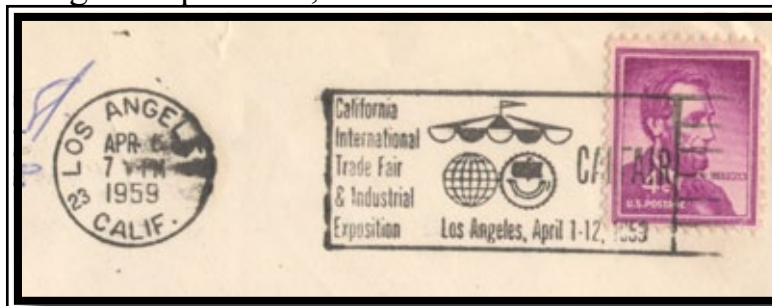 LOS ANGELES
APR 6
7 PM
1959
23 CALIF.
California
International
Trade Fair
& Industrial
Exposition
CALFAIR
Los Angeles, April 1-12, 1959
4¢
U.S. POSTAGE